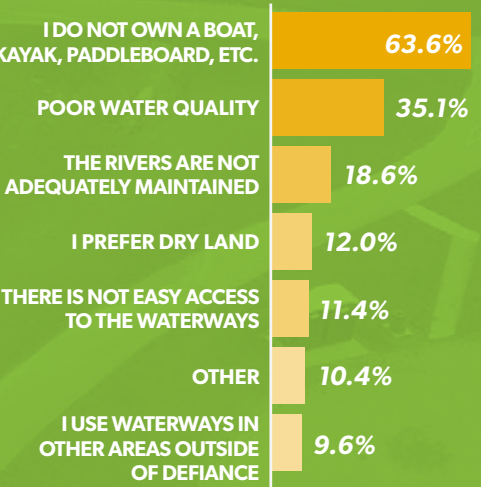 I DO NOT OWN A BOAT,
KAYAK, PADDLEBOARD, ETC.
63.6%
POOR WATER QUALITY
35.1%
THE RIVERS ARE NOT
ADEQUATELY MAINTAINED
18.6%
I PREFER DRY LAND
12.0%
THERE IS NOT EASY ACCESS
TO THE WATERWAYS
11.4%
OTHER
10.4%
I USE WATERWAYS IN
OTHER AREAS OUTSIDE
OF DEFIANCE
9.6%